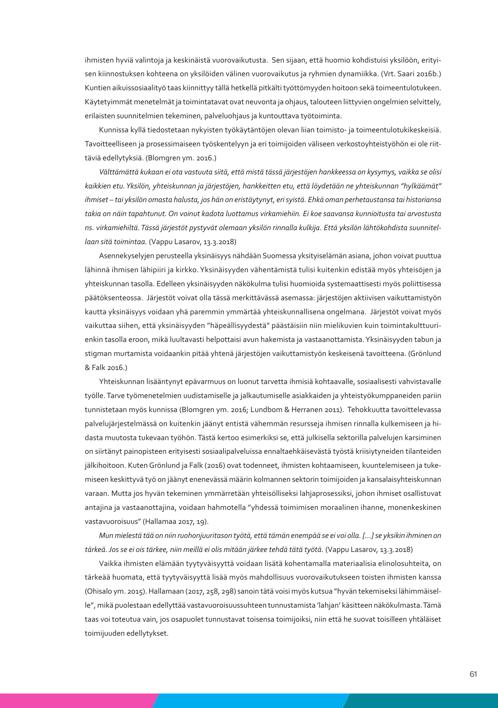 ihmisten hyviä valintoja ja keskinäistä vuorovaikutusta.  Sen sijaan, että huomio kohdistuisi yksilöön, erityi-
sen kiinnostuksen kohteena on yksilöiden välinen vuorovaikutus ja ryhmien dynamiikka. (Vrt. Saari 2016b.)
Kuntien aikuissosiaalityö taas kiinnittyy tällä hetkellä pitkälti työttömyyden hoitoon sekä toimeentulotukeen.
Käytetyimmät menetelmät ja toimintatavat ovat neuvonta ja ohjaus, talouteen liittyvien ongelmien selvittely,
erilaisten suunnitelmien tekeminen, palveluohjaus ja kuntouttava työtoiminta.
Kunnissa kyllä tiedostetaan nykyisten työkäytäntöjen olevan liian toimisto- ja toimeentulotukikeskeisiä.
Tavoitteelliseen ja prosessimaiseen työskentelyyn ja eri toimijoiden väliseen verkostoyhteistyöhön ei ole riit-
täviä edellytyksiä. (Blomgren ym. 2016.)
Välttämättä kukaan ei ota vastuuta siitä, että mistä tässä järjestöjen hankkeessa on kysymys, vaikka se olisi
kaikkien etu. Yksilön, yhteiskunnan ja järjestöjen, hankkeitten etu, että löydetään ne yhteiskunnan "hylkäämät"
ihmiset – tai yksilön omasta halusta, jos hän on eristäytynyt, eri syistä. Ehkä oman perhetaustansa tai historiansa
takia on näin tapahtunut. On voinut kadota luottamus virkamiehiin. Ei koe saavansa kunnioitusta tai arvostusta
ns. virkamiehiltä. Tässä järjestöt pystyvät olemaan yksilön rinnalla kulkija. Että yksilön lähtökohdista suunnitel-
laan sitä toimintaa. (Vappu Lasarov, 13.3.2018)
Asennekyselyjen perusteella yksinäisyys nähdään Suomessa yksityiselämän asiana, johon voivat puuttua
lähinnä ihmisen lähipiiri ja kirkko. Yksinäisyyden vähentämistä tulisi kuitenkin edistää myös yhteisöjen ja
yhteiskunnan tasolla. Edelleen yksinäisyyden näkökulma tulisi huomioida systemaattisesti myös poliittisessa
päätöksenteossa.  Järjestöt voivat olla tässä merkittävässä asemassa: järjestöjen aktiivisen vaikuttamistyön
kautta yksinäisyys voidaan yhä paremmin ymmärtää yhteiskunnallisena ongelmana.  Järjestöt voivat myös
vaikuttaa siihen, että yksinäisyyden "häpeällisyydestä" päästäisiin niin mielikuvien kuin toimintakulttuuri-
enkin tasolla eroon, mikä luultavasti helpottaisi avun hakemista ja vastaanottamista. Yksinäisyyden tabun ja
stigman murtamista voidaankin pitää yhtenä järjestöjen vaikuttamistyön keskeisenä tavoitteena. (Grönlund
& Falk 2016.)
Yhteiskunnan lisääntynyt epävarmuus on luonut tarvetta ihmisiä kohtaavalle, sosiaalisesti vahvistavalle
työlle. Tarve työmenetelmien uudistamiselle ja jalkautumiselle asiakkaiden ja yhteistyökumppaneiden pariin
tunnistetaan myös kunnissa (Blomgren ym. 2016; Lundbom & Herranen 2011).  Tehokkuutta tavoittelevassa
palvelujärjestelmässä on kuitenkin jäänyt entistä vähemmän resursseja ihmisen rinnalla kulkemiseen ja hi-
dasta muutosta tukevaan työhön. Tästä kertoo esimerkiksi se, että julkisella sektorilla palvelujen karsiminen
on siirtänyt painopisteen erityisesti sosiaalipalveluissa ennaltaehkäisevästä työstä kriisiytyneiden tilanteiden
jälkihoitoon. Kuten Grönlund ja Falk (2016) ovat todenneet, ihmisten kohtaamiseen, kuuntelemiseen ja tuke-
miseen keskittyvä työ on jäänyt enenevässä määrin kolmannen sektorin toimijoiden ja kansalaisyhteiskunnan
varaan. Mutta jos hyvän tekeminen ymmärretään yhteisölliseksi lahjaprosessiksi, johon ihmiset osallistuvat
antajina ja vastaanottajina, voidaan hahmotella "yhdessä toimimisen moraalinen ihanne, monenkeskinen
vastavuoroisuus" (Hallamaa 2017, 19).
Mun mielestä tää on niin ruohonjuuritason työtä, että tämän enempää se ei voi olla. [...] se yksikin ihminen on
tärkeä. Jos se ei ois tärkee, niin meillä ei olis mitään järkee tehdä tätä työtä. (Vappu Lasarov, 13.3.2018)
Vaikka ihmisten elämään tyytyväisyyttä voidaan lisätä kohentamalla materiaalisia elinolosuhteita, on
tärkeää huomata, että tyytyväisyyttä lisää myös mahdollisuus vuorovaikutukseen toisten ihmisten kanssa
(Ohisalo ym. 2015). Hallamaan (2017, 258, 298) sanoin tätä voisi myös kutsua "hyvän tekemiseksi lähimmäisel-
le", mikä puolestaan edellyttää vastavuoroisuussuhteen tunnustamista 'lahjan' käsitteen näkökulmasta. Tämä
taas voi toteutua vain, jos osapuolet tunnustavat toisensa toimijoiksi, niin että he suovat toisilleen yhtäläiset
toimijuuden edellytykset.
61